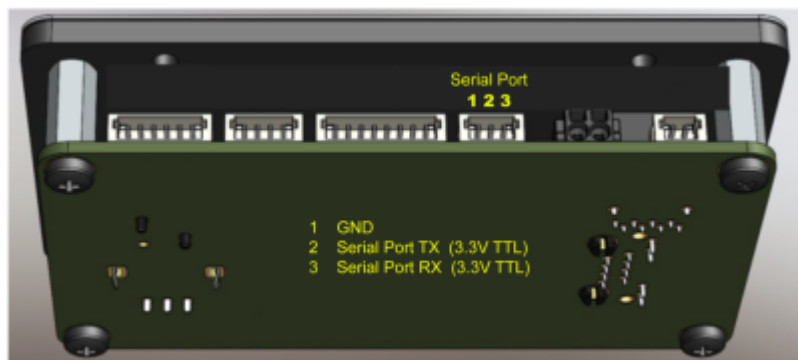 Serial Port
1 2 3
1 GND
2 Serial Port TX (3.3V TTL)
3 Serial Port RX (3.3V TTL)